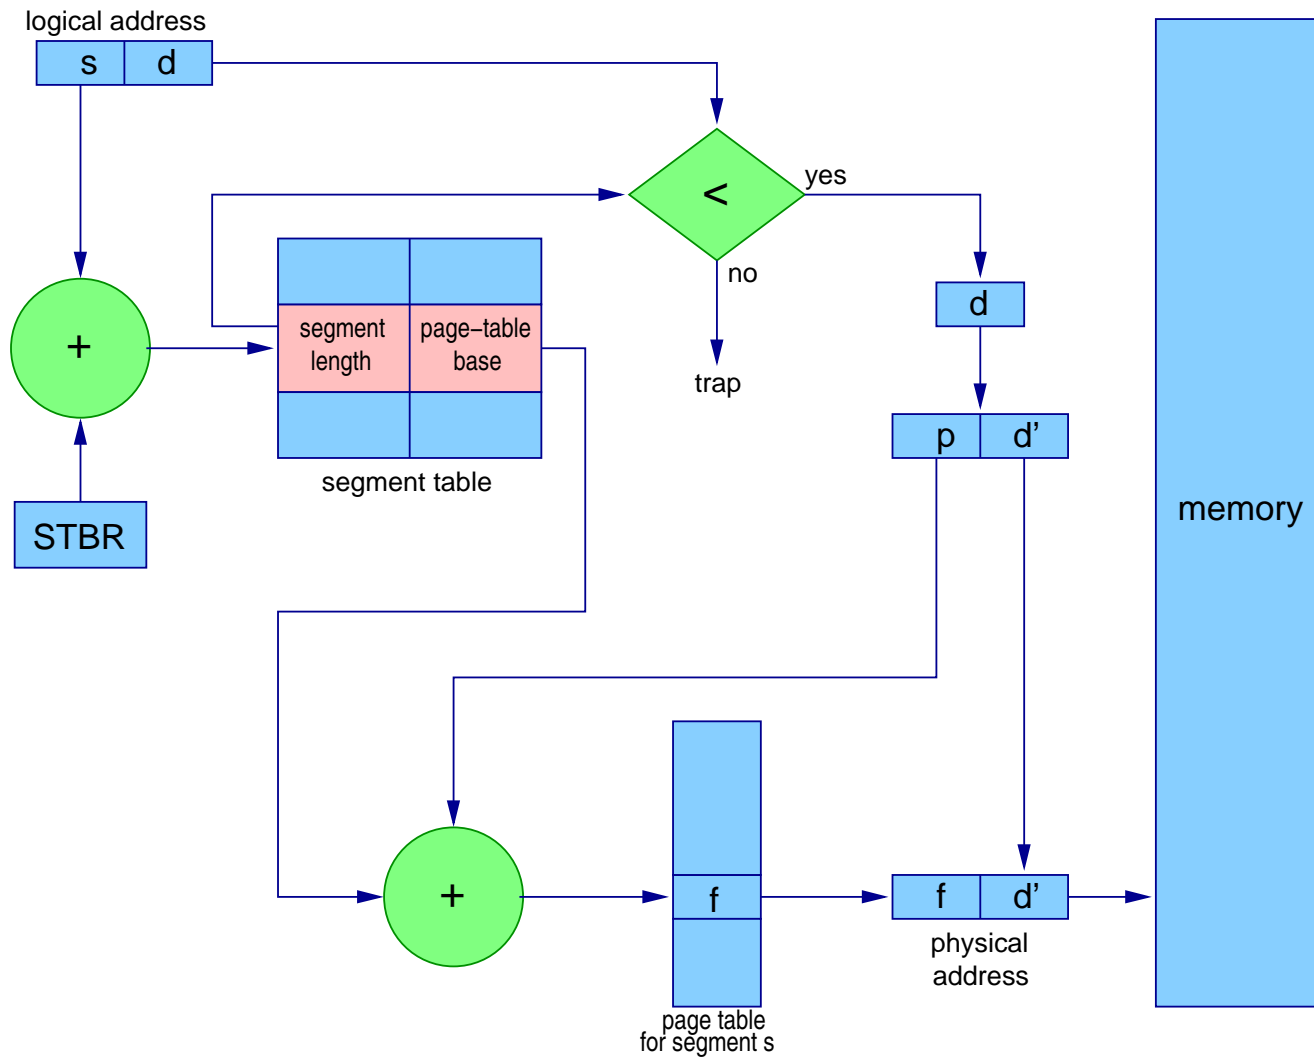 logical address
s d
yes
<
no
d
segment
length
page−table
base
+
trap
p d'
segment table
memory
STBR
+
f
f d'
physical
address
page table
for segment s